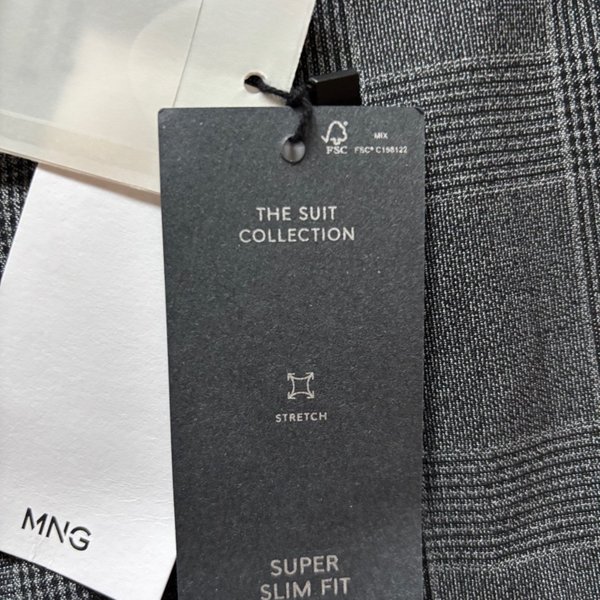 FSC
MIX
FSC® C158122
THE SUIT
COLLECTION
STRETCH
MNG
SUPER
SLIM FIT